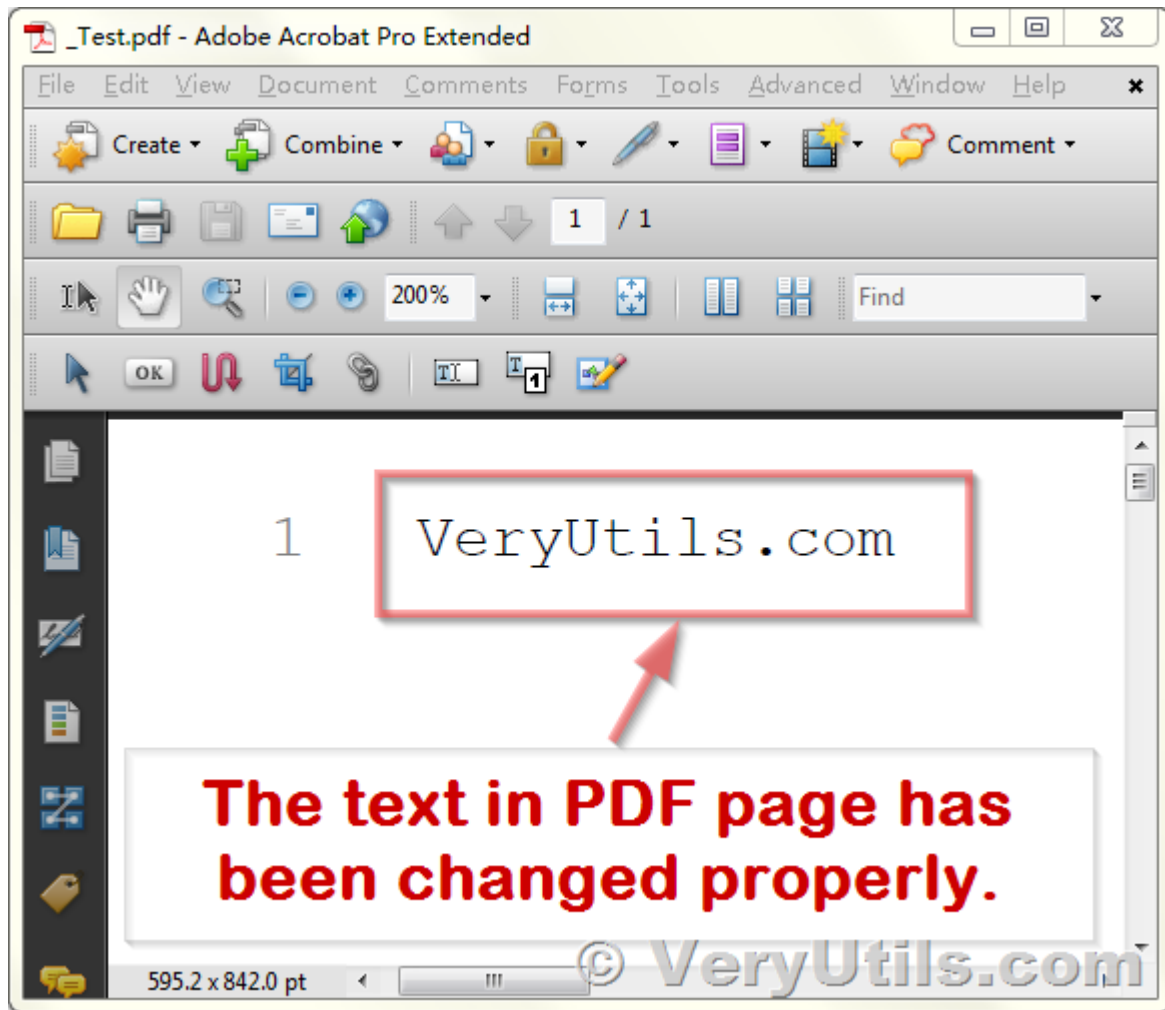 _Test.pdf - Adobe Acrobat Pro Extended
File Edit View Document Comments Forms Tools Advanced Window Help
Create Combine Comment
1 / 1
200% Find
OK
1 VeryUtils.com
The text in PDF page has
been changed properly.
© VeryUtils.com
595.2 x 842.0 pt